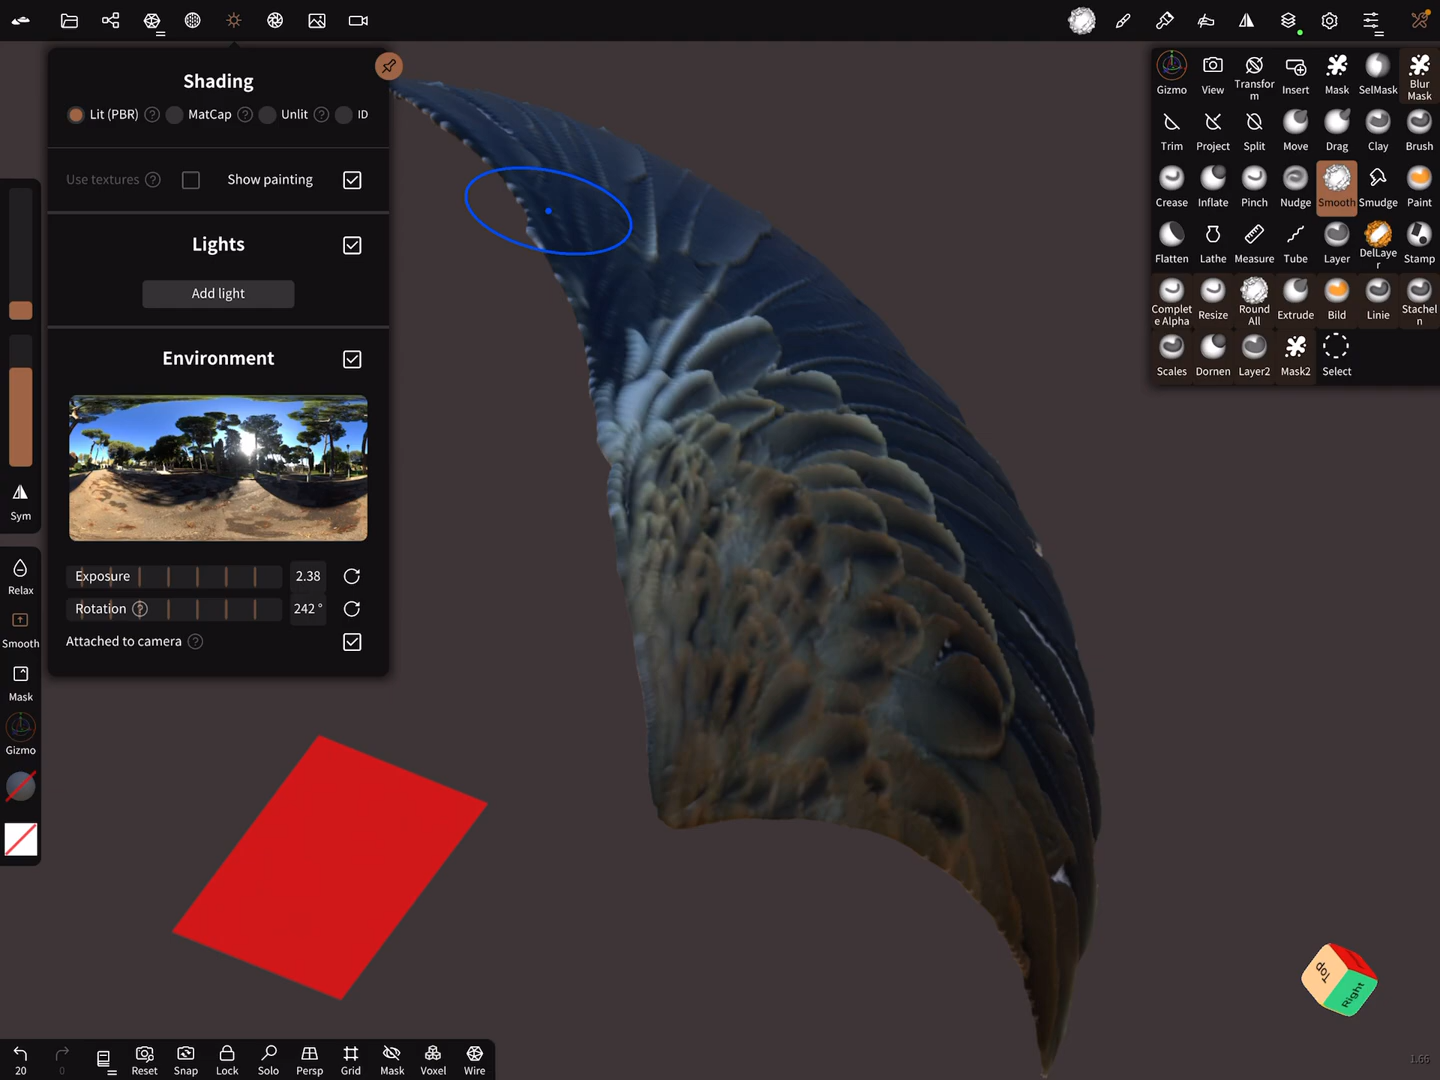 Shading
Lit (PBR) ? MatCap ? Unlit ? ID
Use textures ? Show painting
Lights
Add light
Environment
Exposure 2.38
Rotation ? 242 °
Attached to camera ?
Sym
Relax
Smooth
Mask
Gizmo
Gizmo View Transform Insert Mask SelMask Blur Mask
Trim Project Split Move Drag Clay Brush
Crease Inflate Pinch Nudge Smooth Smudge Paint
Flatten Lathe Measure Tube Layer DelLayer Stamp
Complete Alpha Resize Round All Extrude Bild Linie Stacheln
Scales Dornen Layer2 Mask2 Select
Top
Right
20 0 Reset Snap Lock Solo Persp Grid Mask Voxel Wire
1.66